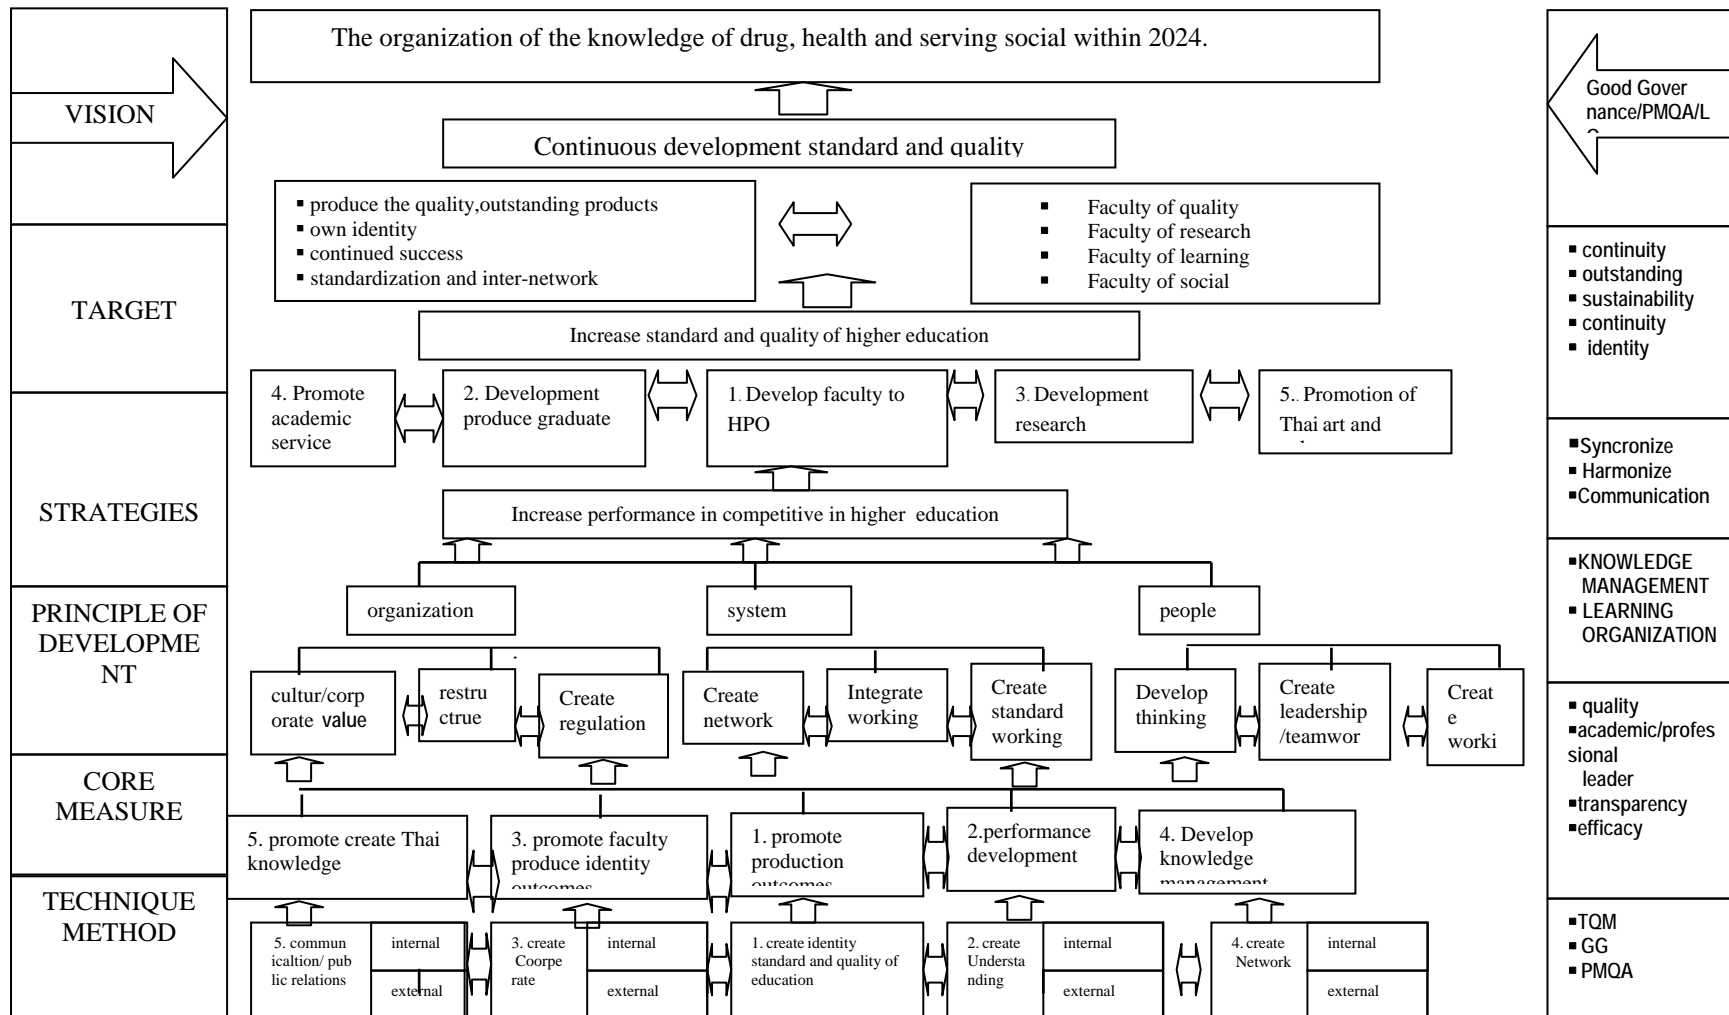 The organization of the knowledge of drug, health and serving social within 2024.
VISION
Good Gover
nance/PMQA/L
Continuous development standard and quality
▪ produce the quality,outstanding products
▪ own identity
▪ continued success
▪ standardization and inter-network
▪ Faculty of quality
▪ Faculty of research
▪ Faculty of learning
▪ Faculty of social
TARGET
▪ continuity
▪ outstanding
▪ sustainability
▪ continuity
▪ identity
Increase standard and quality of higher education
4. Promote
academic
service
2. Development
produce graduate
1. Develop faculty to
HPO
3. Development
research
5.. Promotion of
Thai art and
STRATEGIES
▪Syncronize
▪ Harmonize
▪Communication
Increase performance in competitive in higher education
organization
system
people
PRINCIPLE OF
DEVELOPME
NT
▪KNOWLEDGE
MANAGEMENT
▪ LEARNING
ORGANIZATION
cultur/corp
orate value
restru
ctrue
Create
regulation
Create
network
Integrate
working
Create
standard
working
Develop
thinking
Create
leadership
/teamwor
Creat
e
worki
CORE
MEASURE
▪ quality
▪academic/profes
sional
leader
▪transparency
▪efficacy
5. promote create Thai
knowledge
3. promote faculty
produce identity
outcomes
1. promote
production
outcomes
2.performance
development
4. Develop
knowledge
management
TECHNIQUE
METHOD
5. commun
icaltion/ pub
lic relations
internal
external
3. create
Coorpe
rate
internal
external
1. create identity
standard and quality of
education
2. create
Understa
nding
internal
external
4. create
Network
internal
external
▪TQM
▪ GG
▪ PMQA